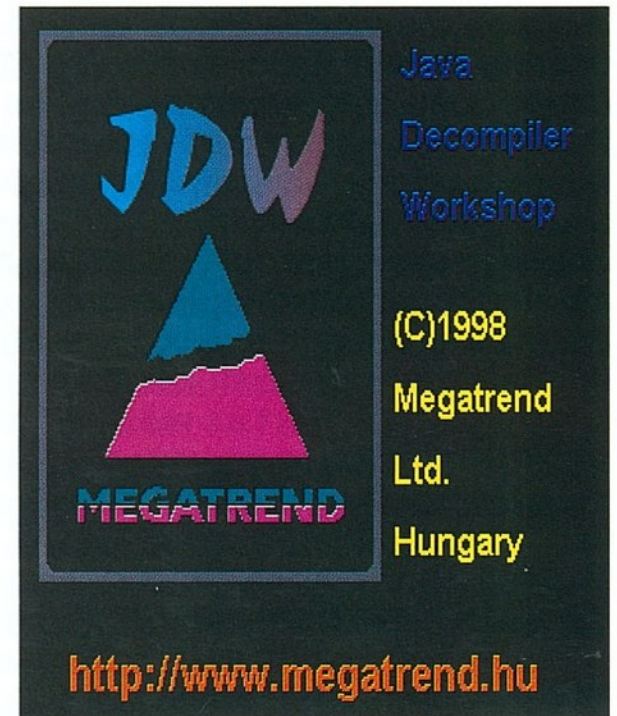 JDW
MEGATREND
Java
Decompiler
Workshop
(C)1998
Megatrend
Ltd.
Hungary
http://www.megatrend.hu